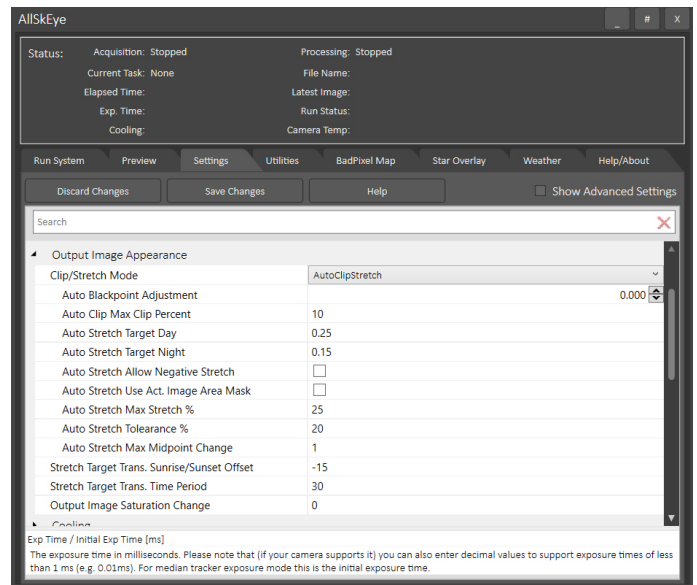 AllSkEye
_ # X
Status: Acquisition: Stopped Processing: Stopped
Current Task: None File Name:
Elapsed Time: Latest Image:
Exp. Time: Run Status:
Cooling: Camera Temp:
Run System Preview Settings Utilities BadPixel Map Star Overlay Weather Help/About
Discard Changes Save Changes Help Show Advanced Settings
Search
Output Image Appearance
Clip/Stretch Mode AutoClipStretch
Auto Blackpoint Adjustment 0.000
Auto Clip Max Clip Percent 10
Auto Stretch Target Day 0.25
Auto Stretch Target Night 0.15
Auto Stretch Allow Negative Stretch
Auto Stretch Use Act. Image Area Mask
Auto Stretch Max Stretch % 25
Auto Stretch Tolearance % 20
Auto Stretch Max Midpoint Change 1
Stretch Target Trans. Sunrise/Sunset Offset -15
Stretch Target Trans. Time Period 30
Output Image Saturation Change 0
Cooling
Exp Time / Initial Exp Time [ms]
The exposure time in milliseconds. Please note that (if your camera supports it) you can also enter decimal values to support exposure times of less
than 1 ms (e.g. 0.01ms). For median tracker exposure mode this is the initial exposure time.